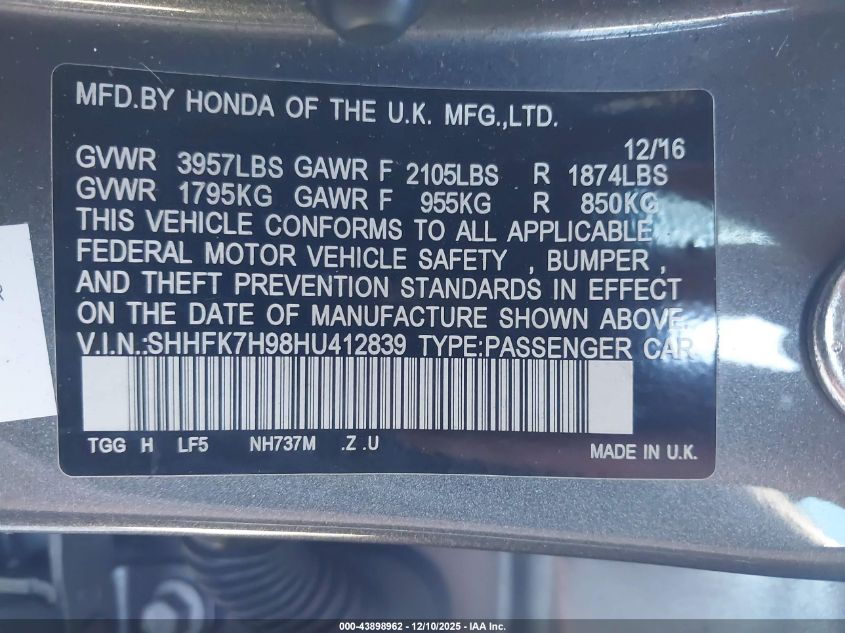 MFD.BY HONDA OF THE U.K. MFG.,LTD.
12/16
GVWR 3957LBS GAWR F 2105LBS R 1874LBS
GVWR 1795KG GAWR F 955KG R 850KG
THIS VEHICLE CONFORMS TO ALL APPLICABLE
FEDERAL MOTOR VEHICLE SAFETY , BUMPER ,
AND THEFT PREVENTION STANDARDS IN EFFECT
ON THE DATE OF MANUFACTURE SHOWN ABOVE.
V.I.N.:SHHFK7H98HU412839 TYPE:PASSENGER CAR
TGG H LF5 NH737M .Z .U
MADE IN U.K.
R
000-43898962 - 12/10/2025 - IAA Inc.